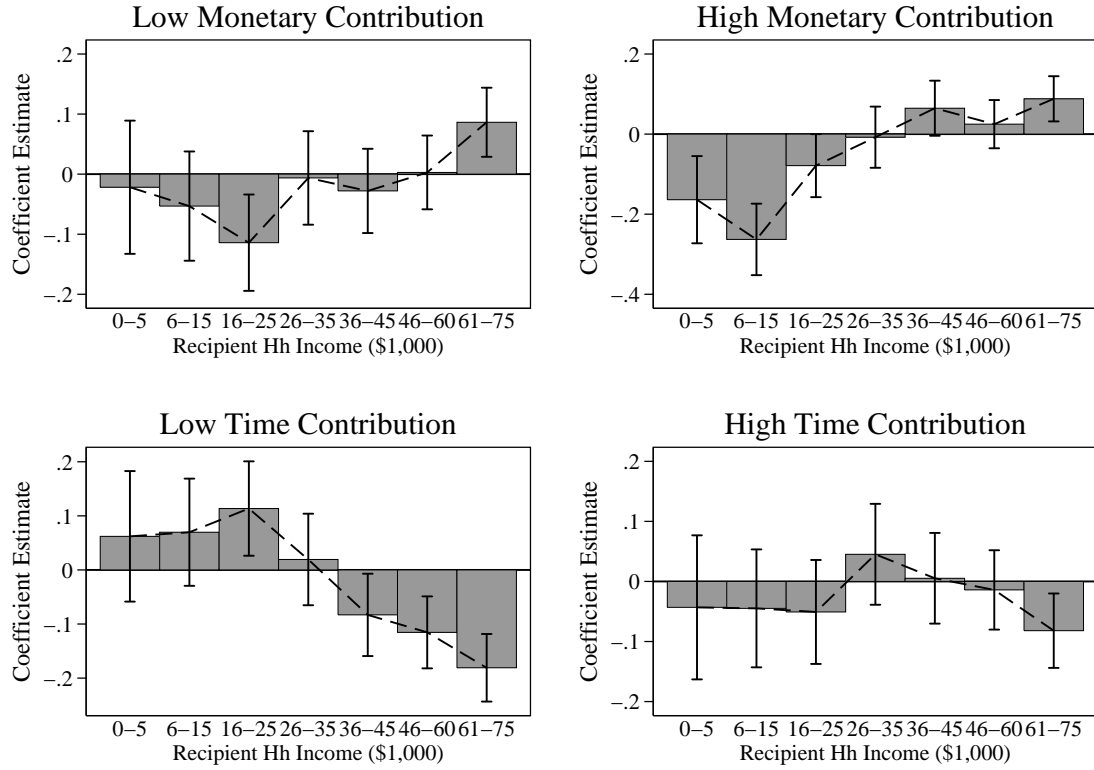 Low Monetary Contribution
Coefficient Estimate
.2
.1
0
−.1
−.2
0−5 6−15 16−25 26−35 36−45 46−60 61−75
Recipient Hh Income ($1,000)
High Monetary Contribution
Coefficient Estimate
.2
0
−.2
−.4
0−5 6−15 16−25 26−35 36−45 46−60 61−75
Recipient Hh Income ($1,000)
Low Time Contribution
Coefficient Estimate
.2
.1
0
−.1
−.2
0−5 6−15 16−25 26−35 36−45 46−60 61−75
Recipient Hh Income ($1,000)
High Time Contribution
Coefficient Estimate
.2
.1
0
−.1
−.2
0−5 6−15 16−25 26−35 36−45 46−60 61−75
Recipient Hh Income ($1,000)